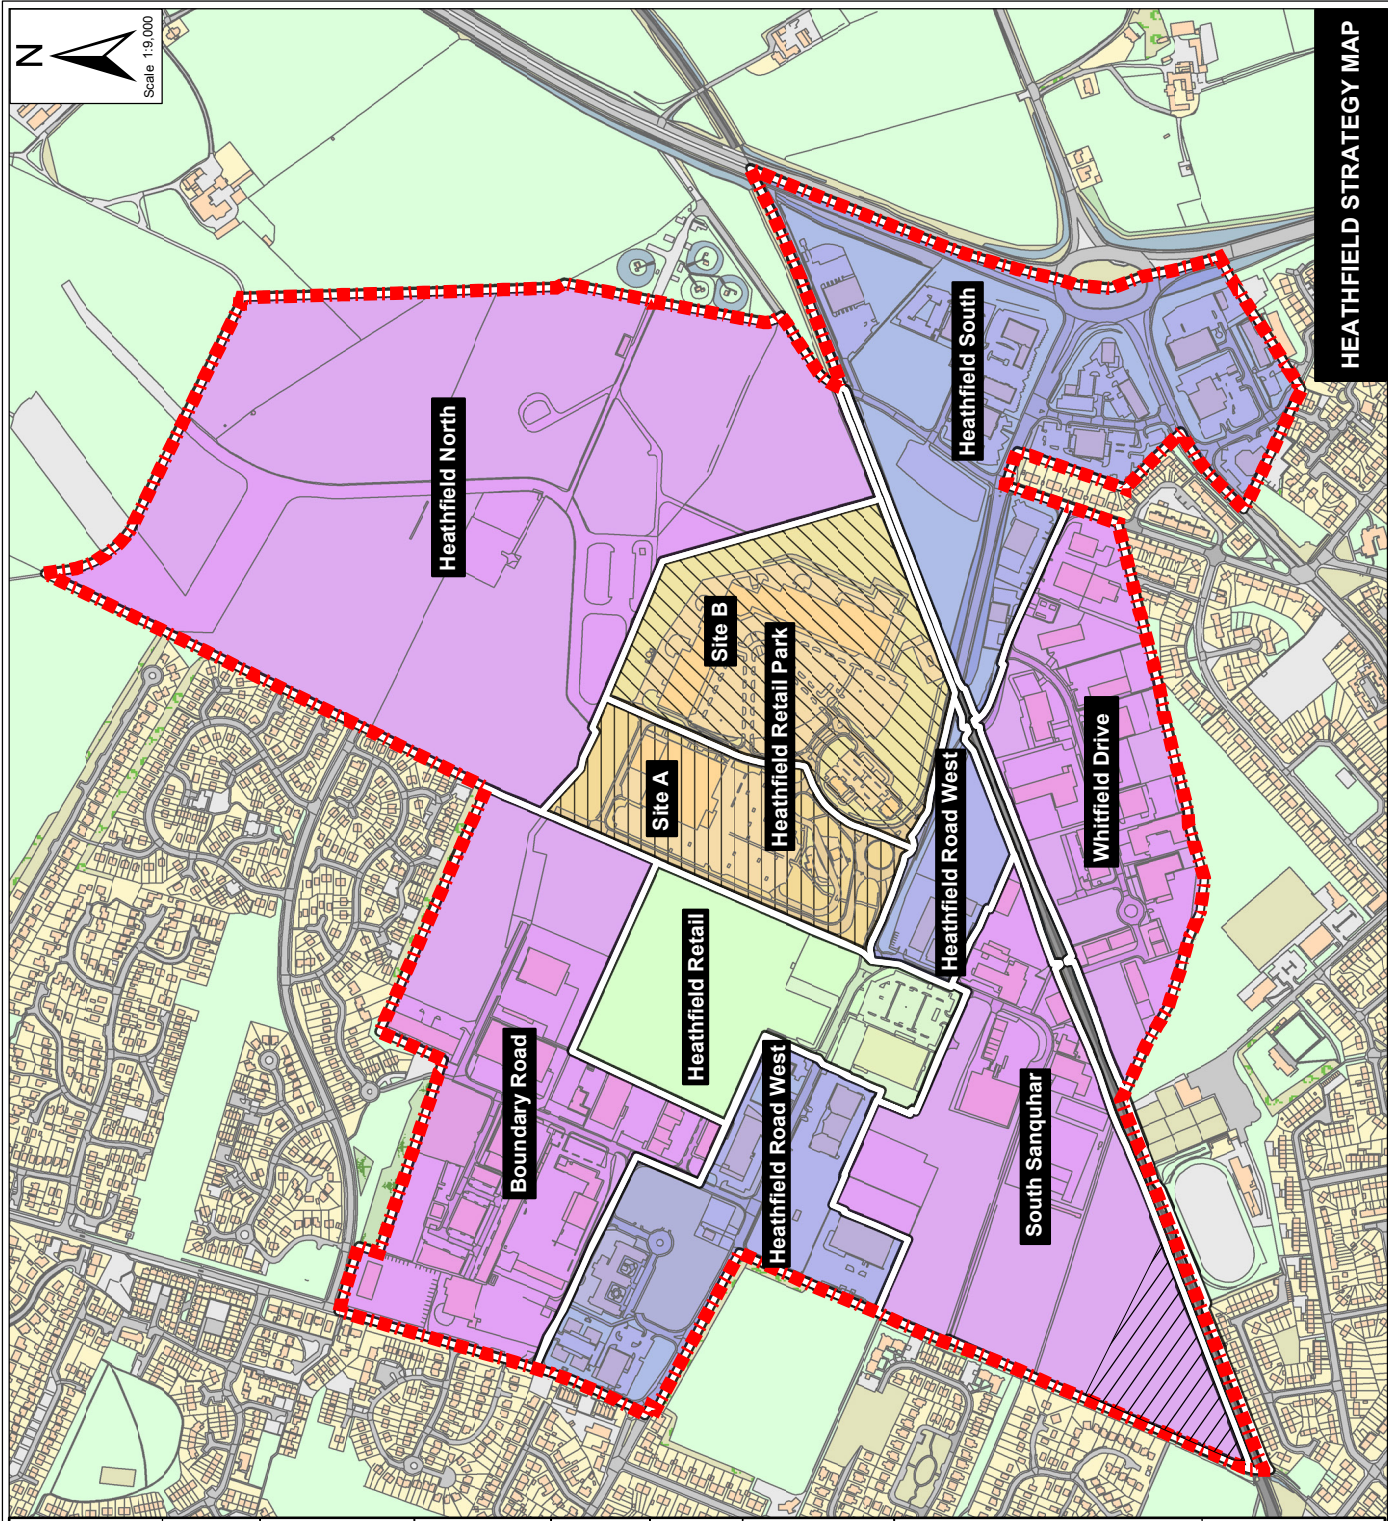 N
Scale 1:9,000
HEATHFIELD STRATEGY MAP
Heathfield North
Heathfield South
Site B
Heathfield Retail Park
Site A
Heathfield Road West
Whitfield Drive
Heathfield Retail
Boundary Road
Heathfield Road West
South Sanquhar